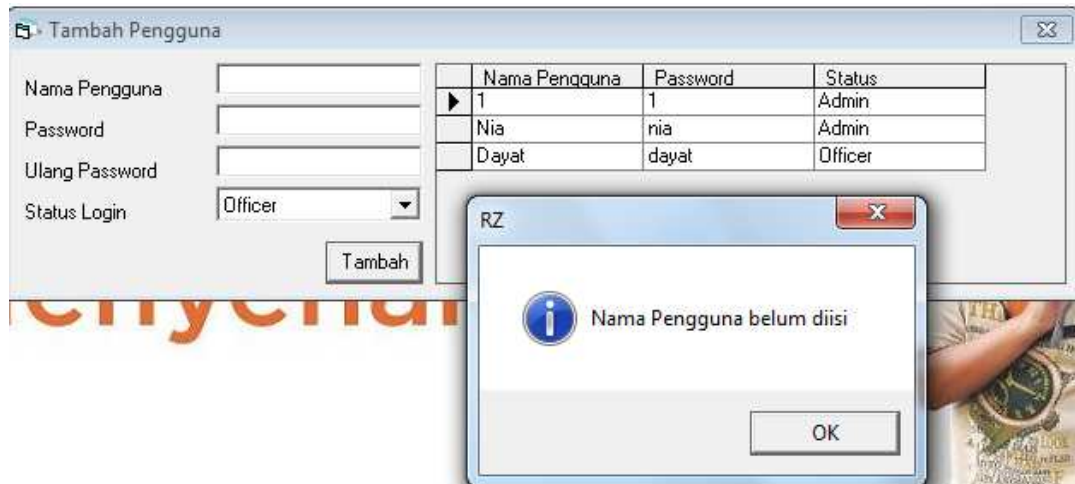 Tambah Pengguna
Nama Pengguna
Password
Ulang Password
Status Login
Officer
Tambah
Nama Pengguna Password Status
1 1 Admin
Nia nia Admin
Dayat dayat Officer
RZ
Nama Pengguna belum diisi
OK